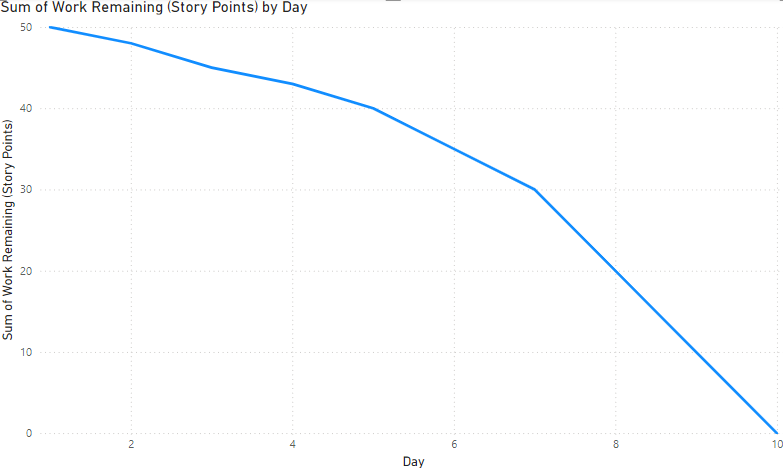 Sum of Work Remaining (Story Points) by Day
Sum of Work Remaining (Story Points)
50
40
30
20
10
0
2 4 6 8 10
Day